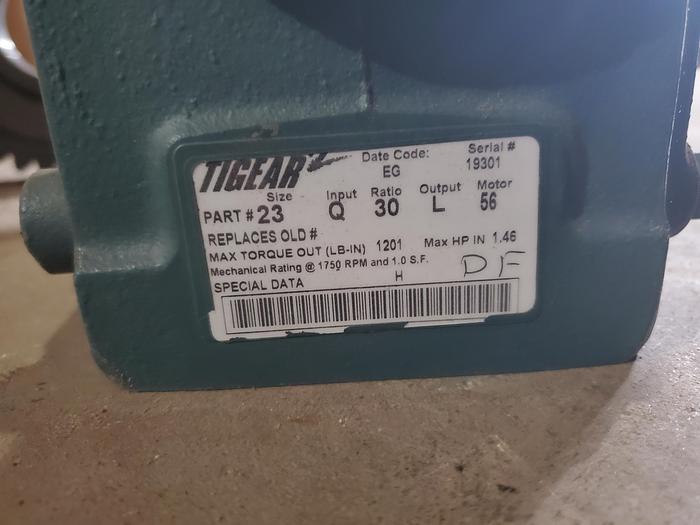 TIGEAR 2 Date Code: Serial #
EG 19301
Size Input Ratio Output Motor
PART # 23 Q 30 L 56
REPLACES OLD #
MAX TORQUE OUT (LB-IN) 1201 Max HP IN 1.46
Mechanical Rating @ 1750 RPM and 1.0 S.F.
SPECIAL DATA H DF